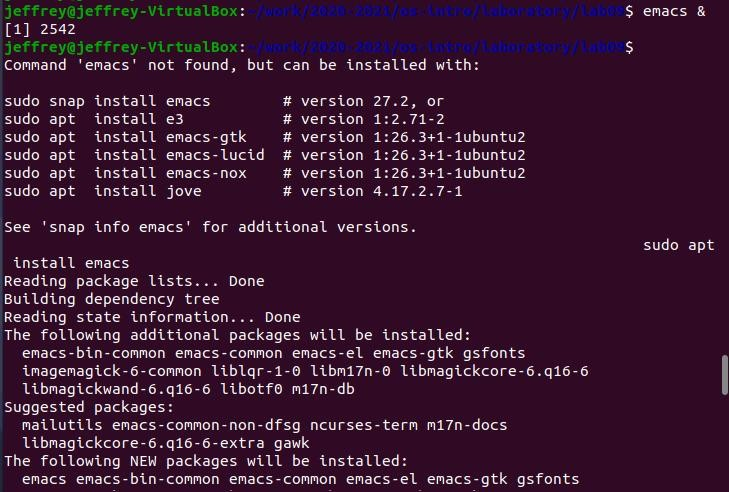 jeffrey@jeffrey-VirtualBox:~/work/2020-2021/os-intro/laboratory/lab09$ emacs &
[1] 2542
jeffrey@jeffrey-VirtualBox:~/work/2020-2021/os-intro/laboratory/lab09$
Command 'emacs' not found, but can be installed with:
sudo snap install emacs        # version 27.2, or
sudo apt  install e3           # version 1:2.71-2
sudo apt  install emacs-gtk    # version 1:26.3+1-1ubuntu2
sudo apt  install emacs-lucid  # version 1:26.3+1-1ubuntu2
sudo apt  install emacs-nox    # version 1:26.3+1-1ubuntu2
sudo apt  install jove         # version 4.17.2.7-1
See 'snap info emacs' for additional versions.
sudo apt
install emacs
Reading package lists... Done
Building dependency tree
Reading state information... Done
The following additional packages will be installed:
emacs-bin-common emacs-common emacs-el emacs-gtk gsfonts
imagemagick-6-common liblqr-1-0 libm17n-0 libmagickcore-6.q16-6
libmagickwand-6.q16-6 libotf0 m17n-db
Suggested packages:
mailutils emacs-common-non-dfsg ncurses-term m17n-docs
libmagickcore-6.q16-6-extra gawk
The following NEW packages will be installed:
emacs emacs-bin-common emacs-common emacs-el emacs-gtk gsfonts